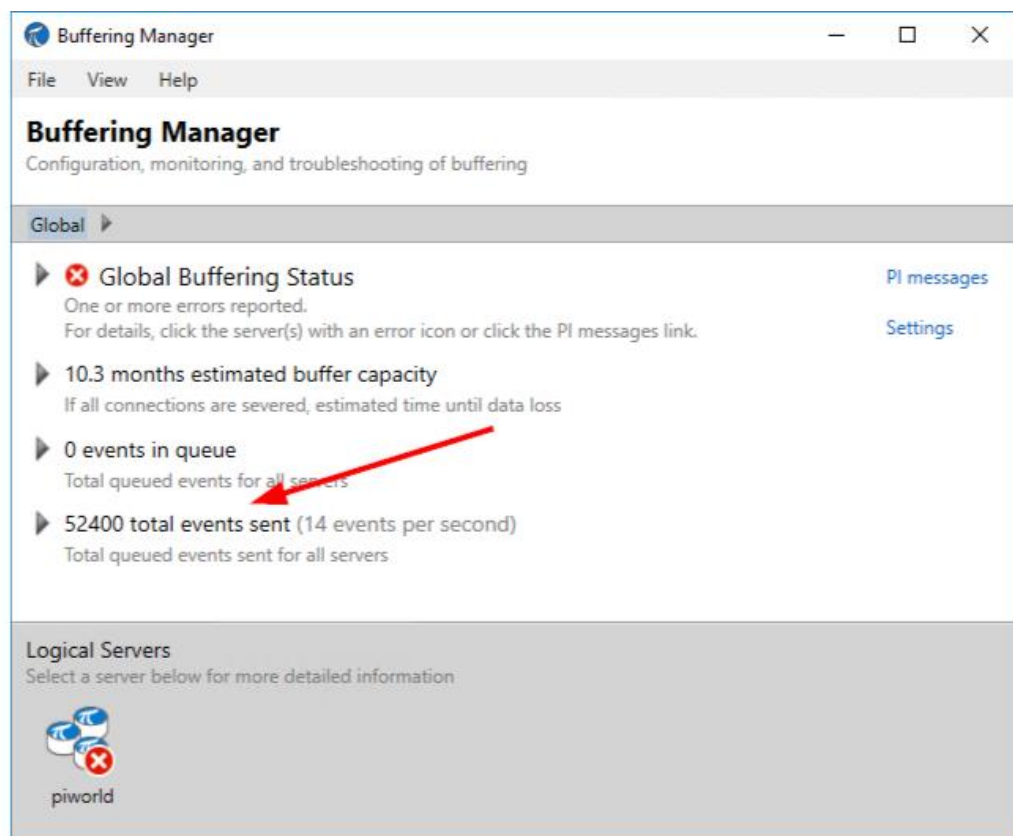 Buffering Manager
File View Help
Buffering Manager
Configuration, monitoring, and troubleshooting of buffering
Global
Global Buffering Status
PI messages
One or more errors reported.
For details, click the server(s) with an error icon or click the PI messages link.
Settings
10.3 months estimated buffer capacity
If all connections are severed, estimated time until data loss
0 events in queue
Total queued events for all servers
52400 total events sent (14 events per second)
Total queued events sent for all servers
Logical Servers
Select a server below for more detailed information
piworld